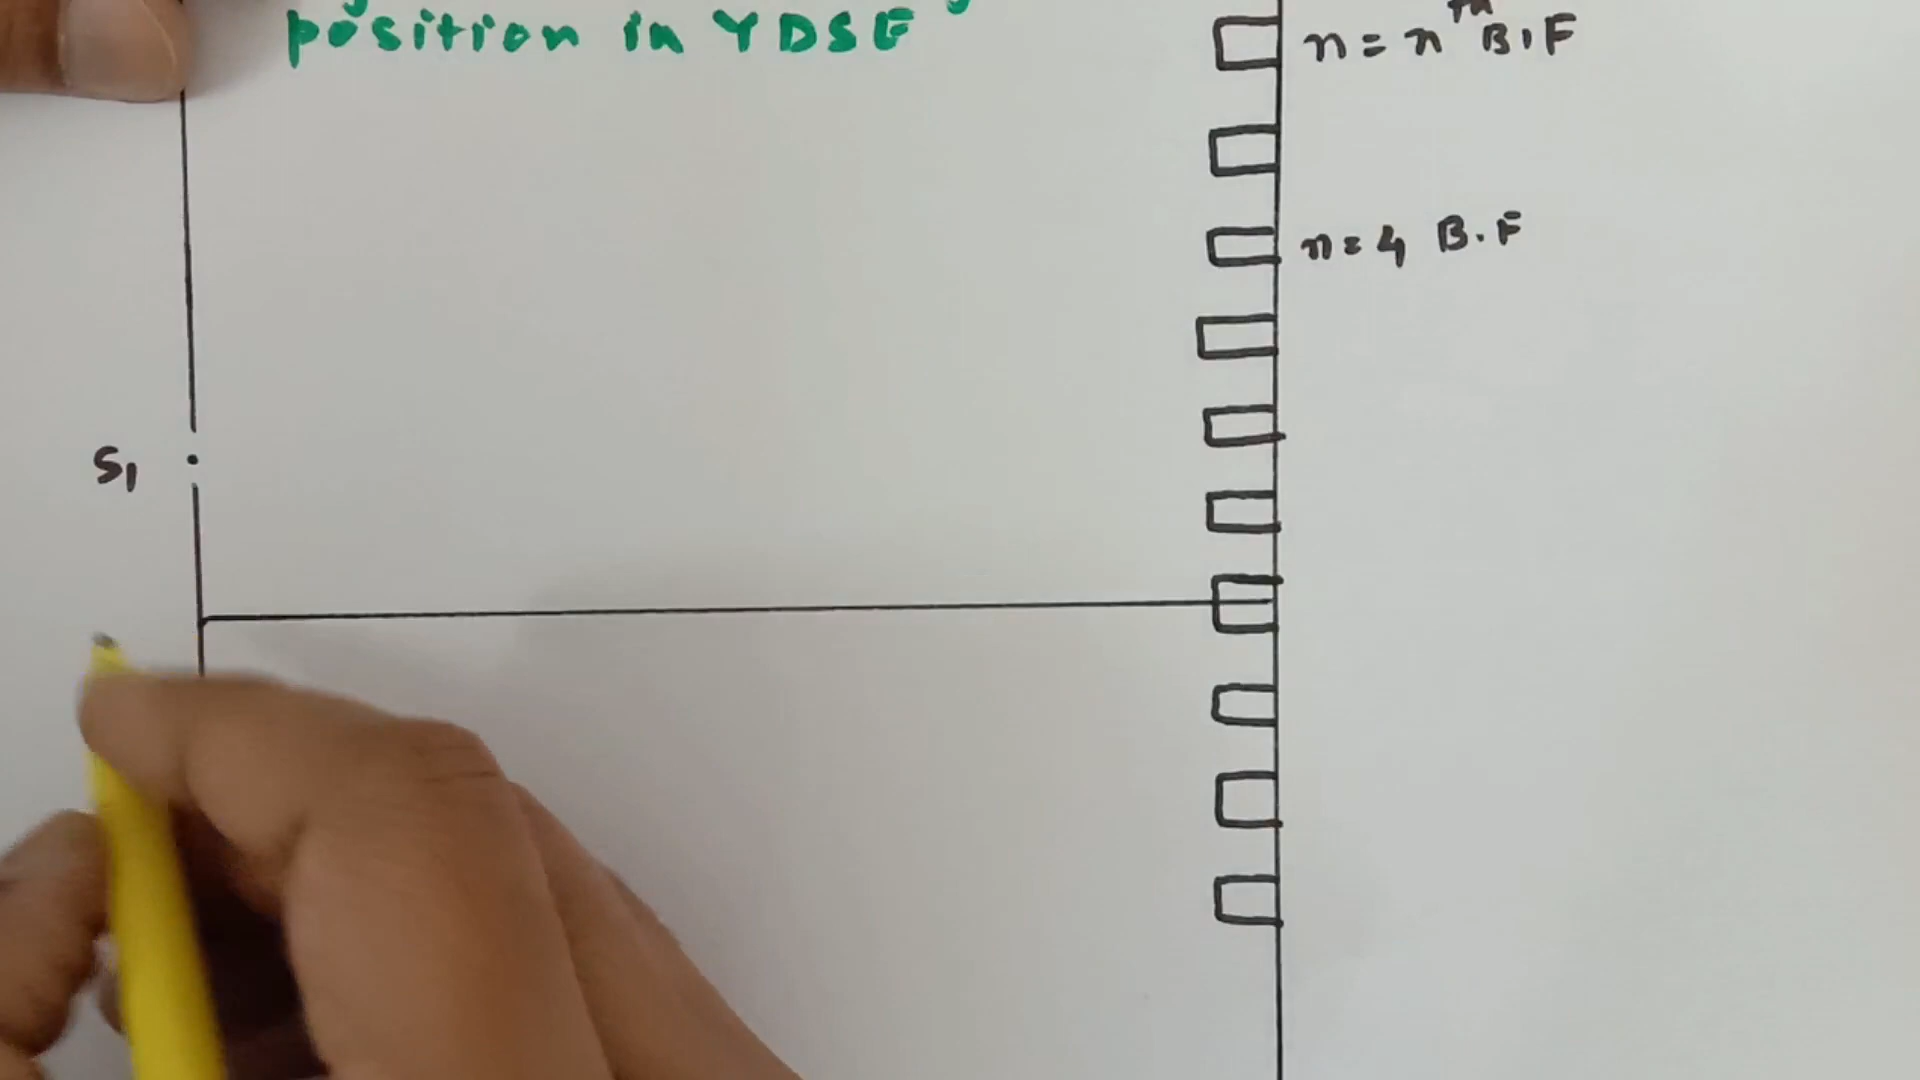 position in YDSE
n = nth B.F
n = 4 B.F
S1